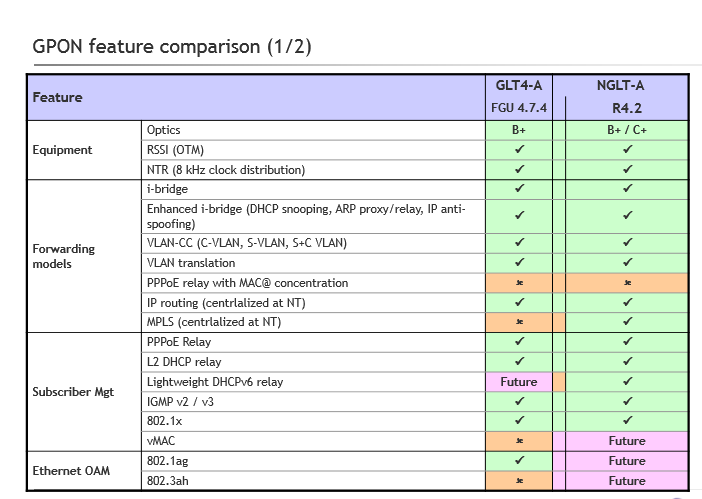 GPON feature comparison (1/2)
Feature GLT4-A NGLT-A
FGU 4.7.4 R4.2
Equipment
Optics B+ B+ / C+
RSSI (OTM) ✓ ✓
NTR (8 kHz clock distribution) ✓ ✓
Forwarding
models
i-bridge ✓ ✓
Enhanced i-bridge (DHCP snooping, ARP proxy/relay, IP anti-
spoofing) ✓ ✓
VLAN-CC (C-VLAN, S-VLAN, S+C VLAN) ✓ ✓
VLAN translation ✓ ✓
PPPoE relay with MAC@ concentration
IP routing (centrlalized at NT) ✓ ✓
MPLS (centrlalized at NT) ✓
Subscriber Mgt
PPPoE Relay ✓ ✓
L2 DHCP relay ✓ ✓
Lightweight DHCPv6 relay Future ✓
IGMP v2 / v3 ✓ ✓
802.1x ✓ ✓
vMAC Future
Ethernet OAM
802.1ag ✓ Future
802.3ah Future